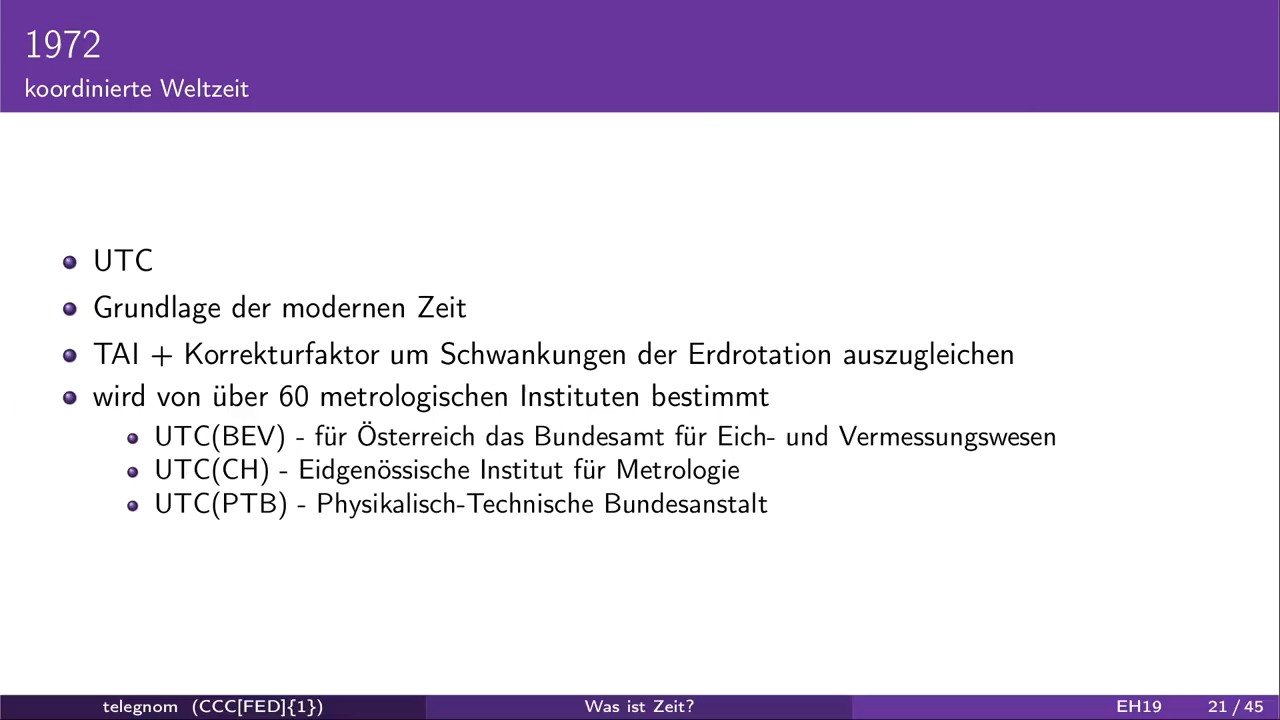 1972
koordinierte Weltzeit
UTC
Grundlage der modernen Zeit
TAI + Korrekturfaktor um Schwankungen der Erdrotation auszugleichen
wird von über 60 metrologischen Instituten bestimmt
UTC(BEV) - für Österreich das Bundesamt für Eich- und Vermessungswesen
UTC(CH) - Eidgenössische Institut für Metrologie
UTC(PTB) - Physikalisch-Technische Bundesanstalt
telegnom (CCC[FED]{1}) Was ist Zeit? EH19 21 / 45